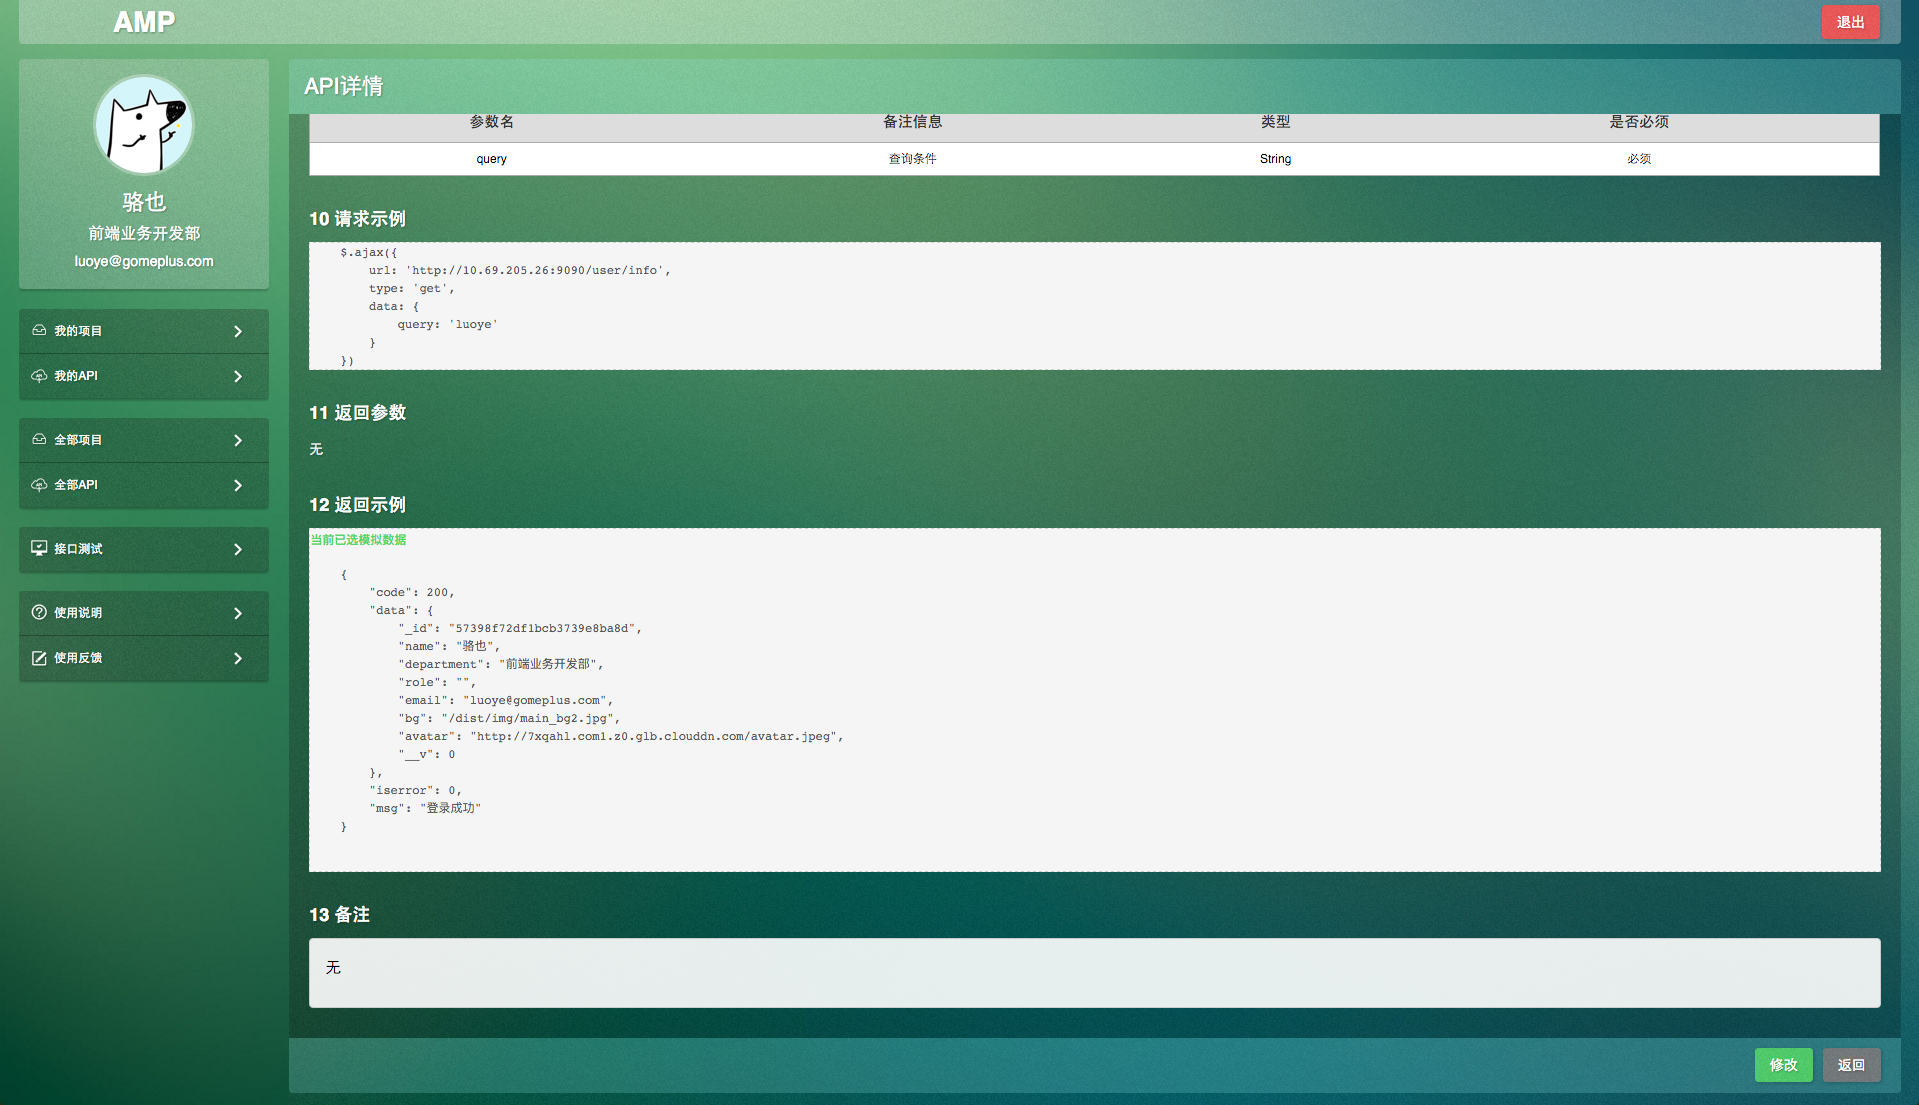 AMP
退出
骆也
前端业务开发部
luoye@gomeplus.com
我的项目
我的API
全部项目
全部API
接口测试
使用说明
使用反馈
API详情
参数名 备注信息 类型 是否必须
query 查询条件 String 必须
10 请求示例
$.ajax({
    url: 'http://10.69.205.26:9090/user/info',
    type: 'get',
    data: {
        query: 'luoye'
    }
})
11 返回参数
无
12 返回示例
当前已选模拟数据
{
    "code": 200,
    "data": {
        "_id": "57398f72df1bcb3739e8ba8d",
        "name": "骆也",
        "department": "前端业务开发部",
        "role": "",
        "email": "luoye@gomeplus.com",
        "bg": "/dist/img/main_bg2.jpg",
        "avatar": "http://7xqahl.com1.z0.glb.clouddn.com/avatar.jpeg",
        "__v": 0
    },
    "iserror": 0,
    "msg": "登录成功"
}
13 备注
无
修改
返回